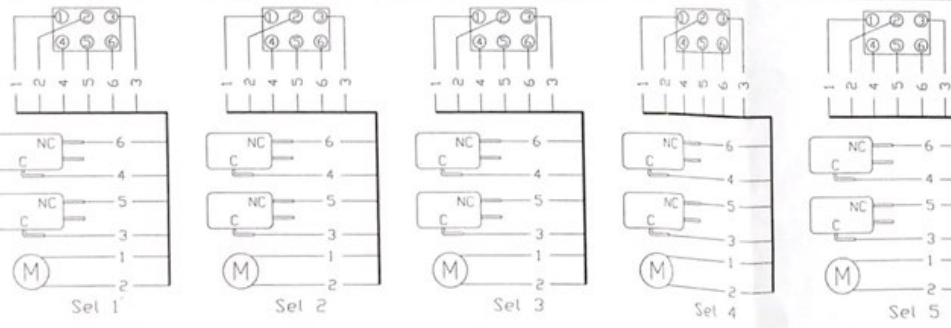 1 2 3 1 2 3 1 2 3 1 2 3 1 2 3
4 5 6 4 5 6 4 5 6 4 5 6 4 5 6
1 2 4 5 6 3 1 2 4 5 6 3 1 2 4 5 6 3 1 2 4 5 6 3 1 2 4 5 6 3
NC 6 NC 6 NC 6 NC 6 NC 6
C 4 C 4 C 4 C 4 C 4
NC 5 NC 5 NC 5 NC 5 NC 5
C 3 C 3 C 3 C 3 C 3
M 1 M 1 M 1 M 1 M 1
2 2 2 2 2
Sel 1 Sel 2 Sel 3 Sel 4 Sel 5